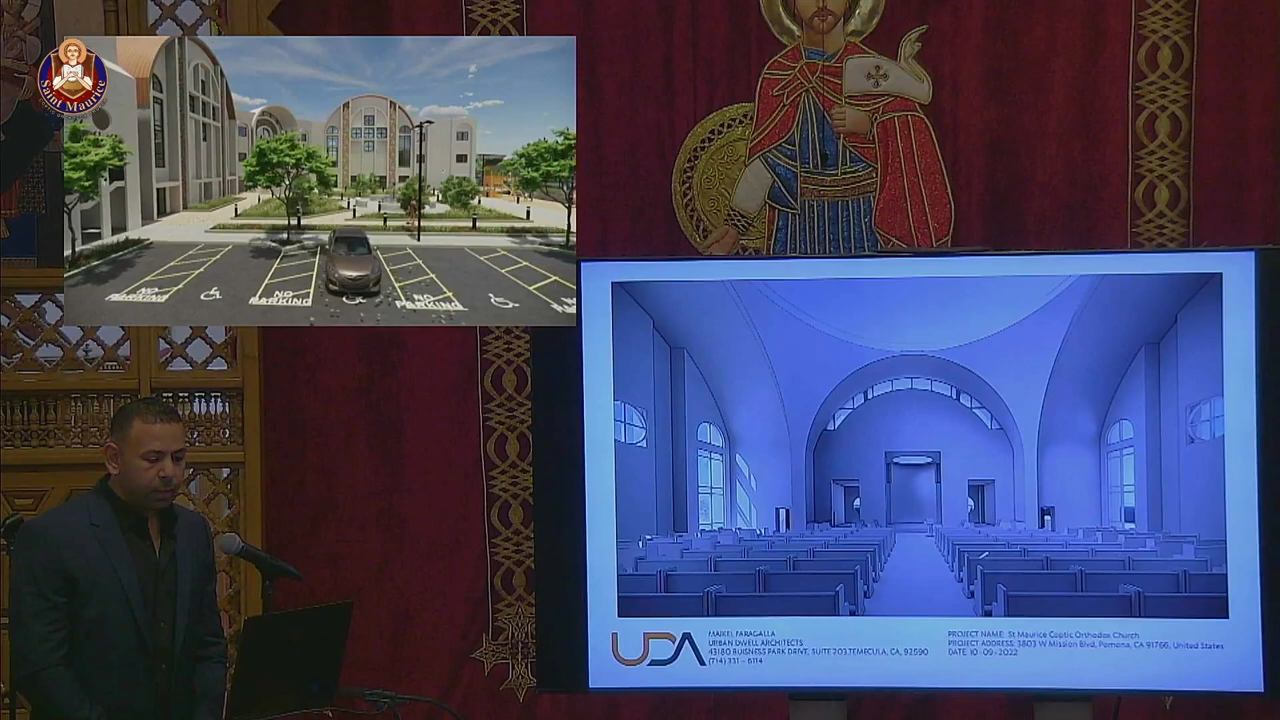 Saint Maurice
NO
PARKING
NO
PARKING
NO
PARKING
NO
UDA
MAIKEL FARAGALLA
URBAN DWELL ARCHITECTS
43180 BUISNESS PARK DRIVE, SUITE 203,TEMECULA, CA, 92590
(714) 331 - 6114
PROJECT NAME: St Maurice Coptic Orthodox Church
PROJECT ADDRESS: 3803 W Mission Blvd, Pomona, CA 91766, United States
DATE: 10-09-2022